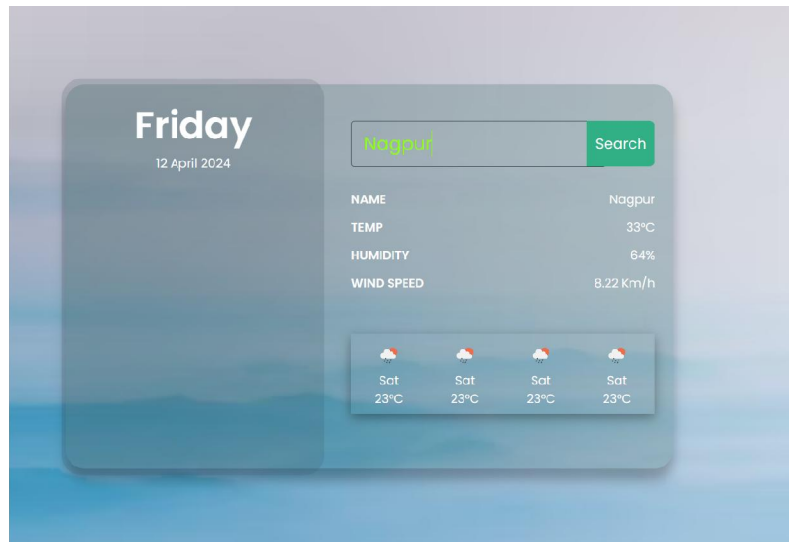 Friday
12 April 2024
Nagpur
Search
NAME Nagpur
TEMP 33°C
HUMIDITY 64%
WIND SPEED 8.22 Km/h
Sat Sat Sat Sat
23°C 23°C 23°C 23°C